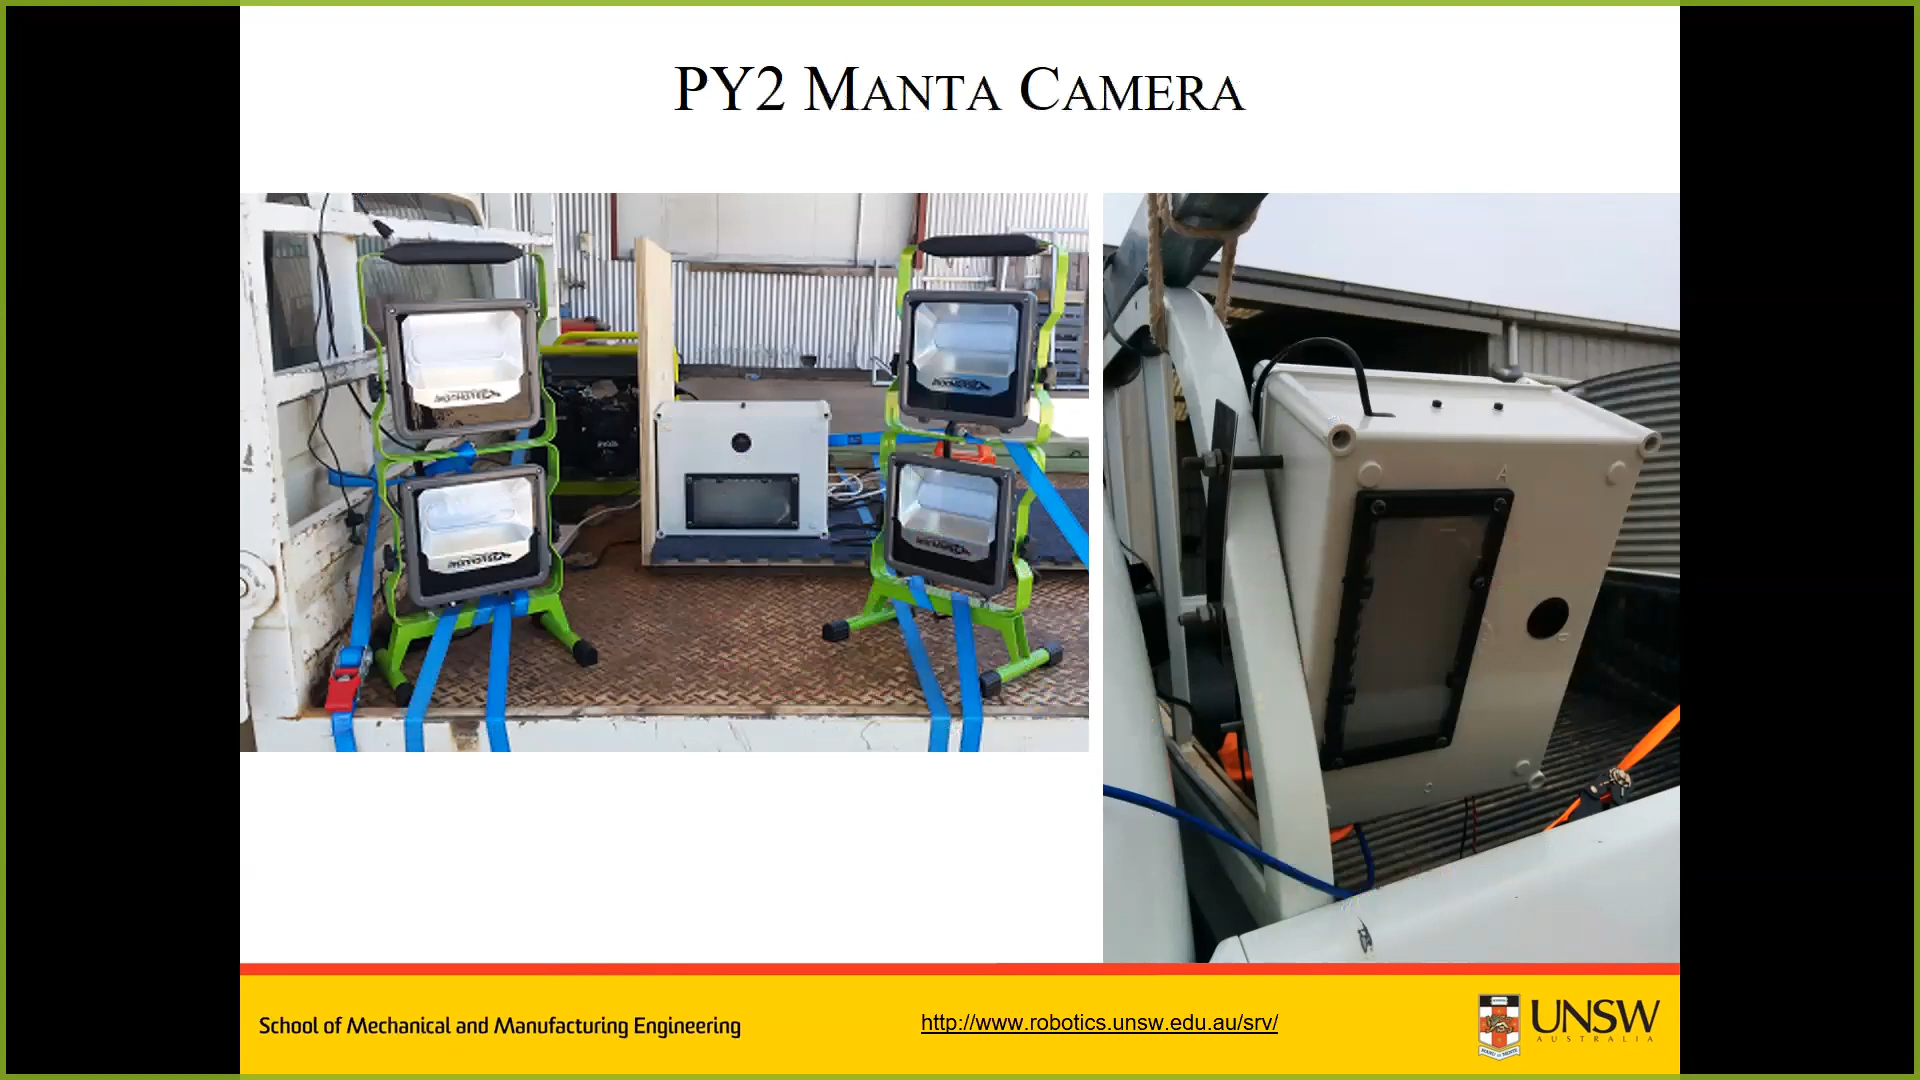 PY2 MANTA CAMERA
A
School of Mechanical and Manufacturing Engineering
http://www.robotics.unsw.edu.au/srv/
UNSW
AUSTRALIA